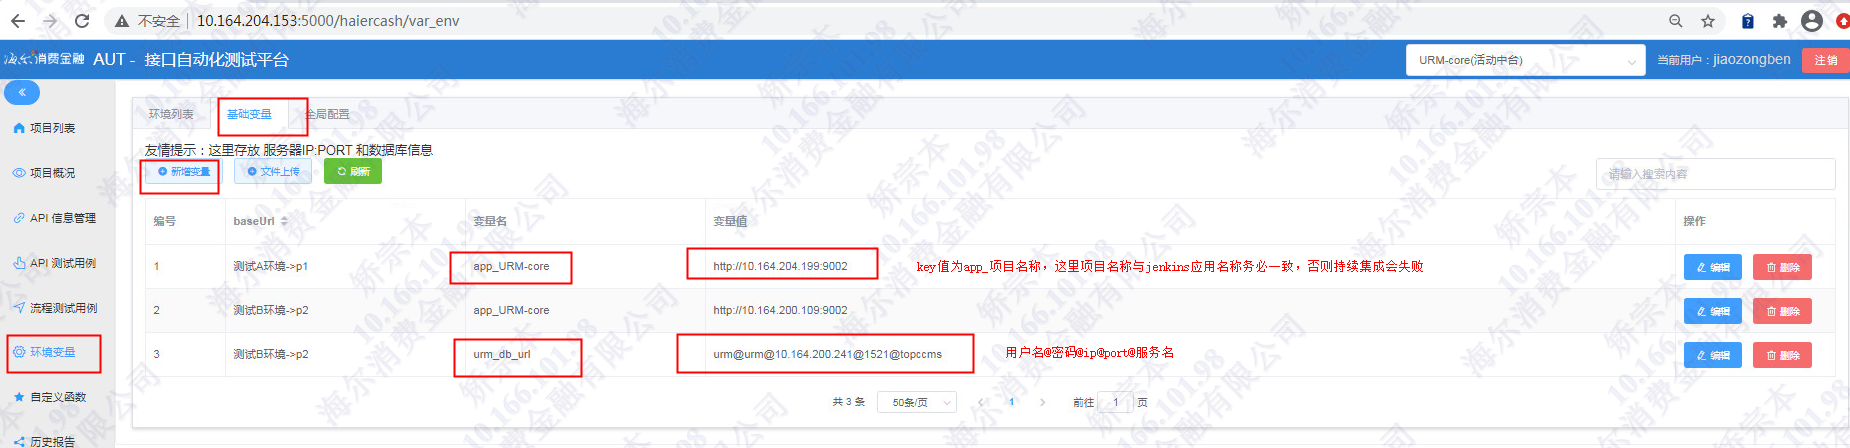 不安全 10.164.204.153:5000/haiercash/var_env
海尔消费金融 AUT - 接口自动化测试平台 URM-core(活动中台) 当前用户：jiaozongben 注销
«
项目列表
项目概况
API 信息管理
API 测试用例
流程测试用例
环境变量
自定义函数
历史报告
环境列表 基础变量 全局配置
友情提示：这里存放 服务器IP:PORT 和数据库信息
新增变量 文件上传 刷新 请输入搜索内容
编号 baseUrl 变量名 变量值 操作
1 测试A环境->p1 app_URM-core http://10.164.204.199:9002 key值为app_项目名称，这里项目名称与jenkins应用名称务必一致，否则持续集成会失败 编辑 删除
2 测试B环境->p2 app_URM-core http://10.164.200.109:9002 编辑 删除
3 测试B环境->p2 urm_db_url urm@urm@10.164.200.241@1521@topccms 用户名@密码@ip@port@服务名 编辑 删除
共 3 条 50条/页 1 前往 1 页
海尔消费金融有限公司
10.166.101.98
矫宗本